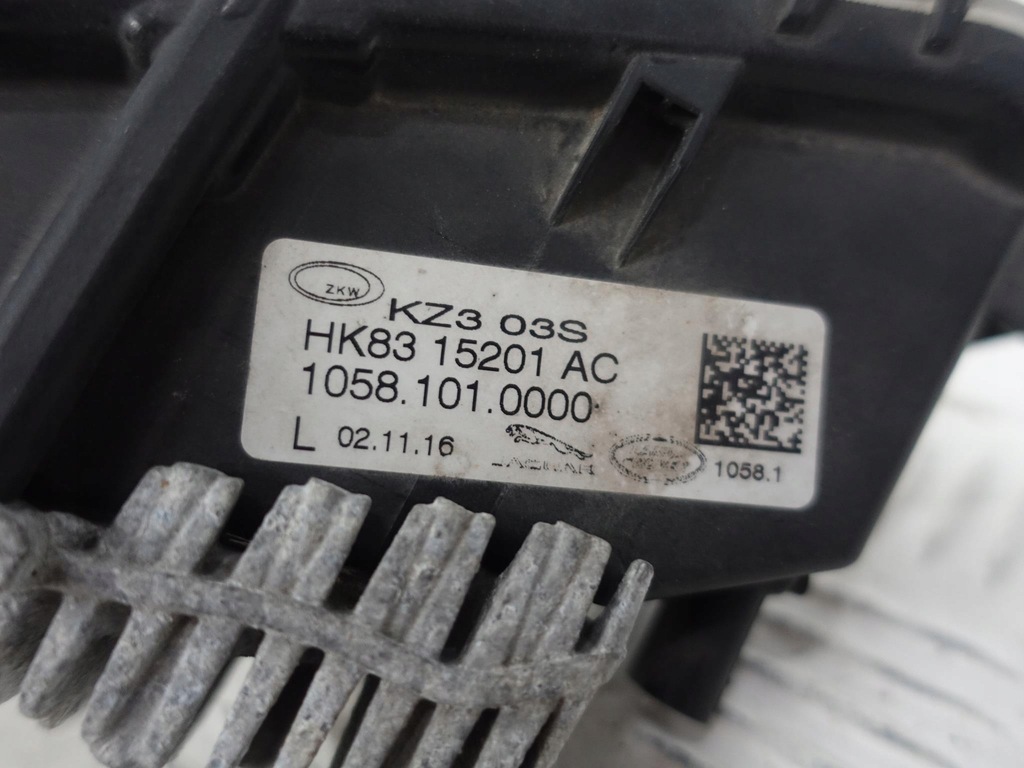 ZKW
KZ3 03S
HK83 15201 AC
1058.101.0000
L 02.11.16
JAGUAR
1058.1